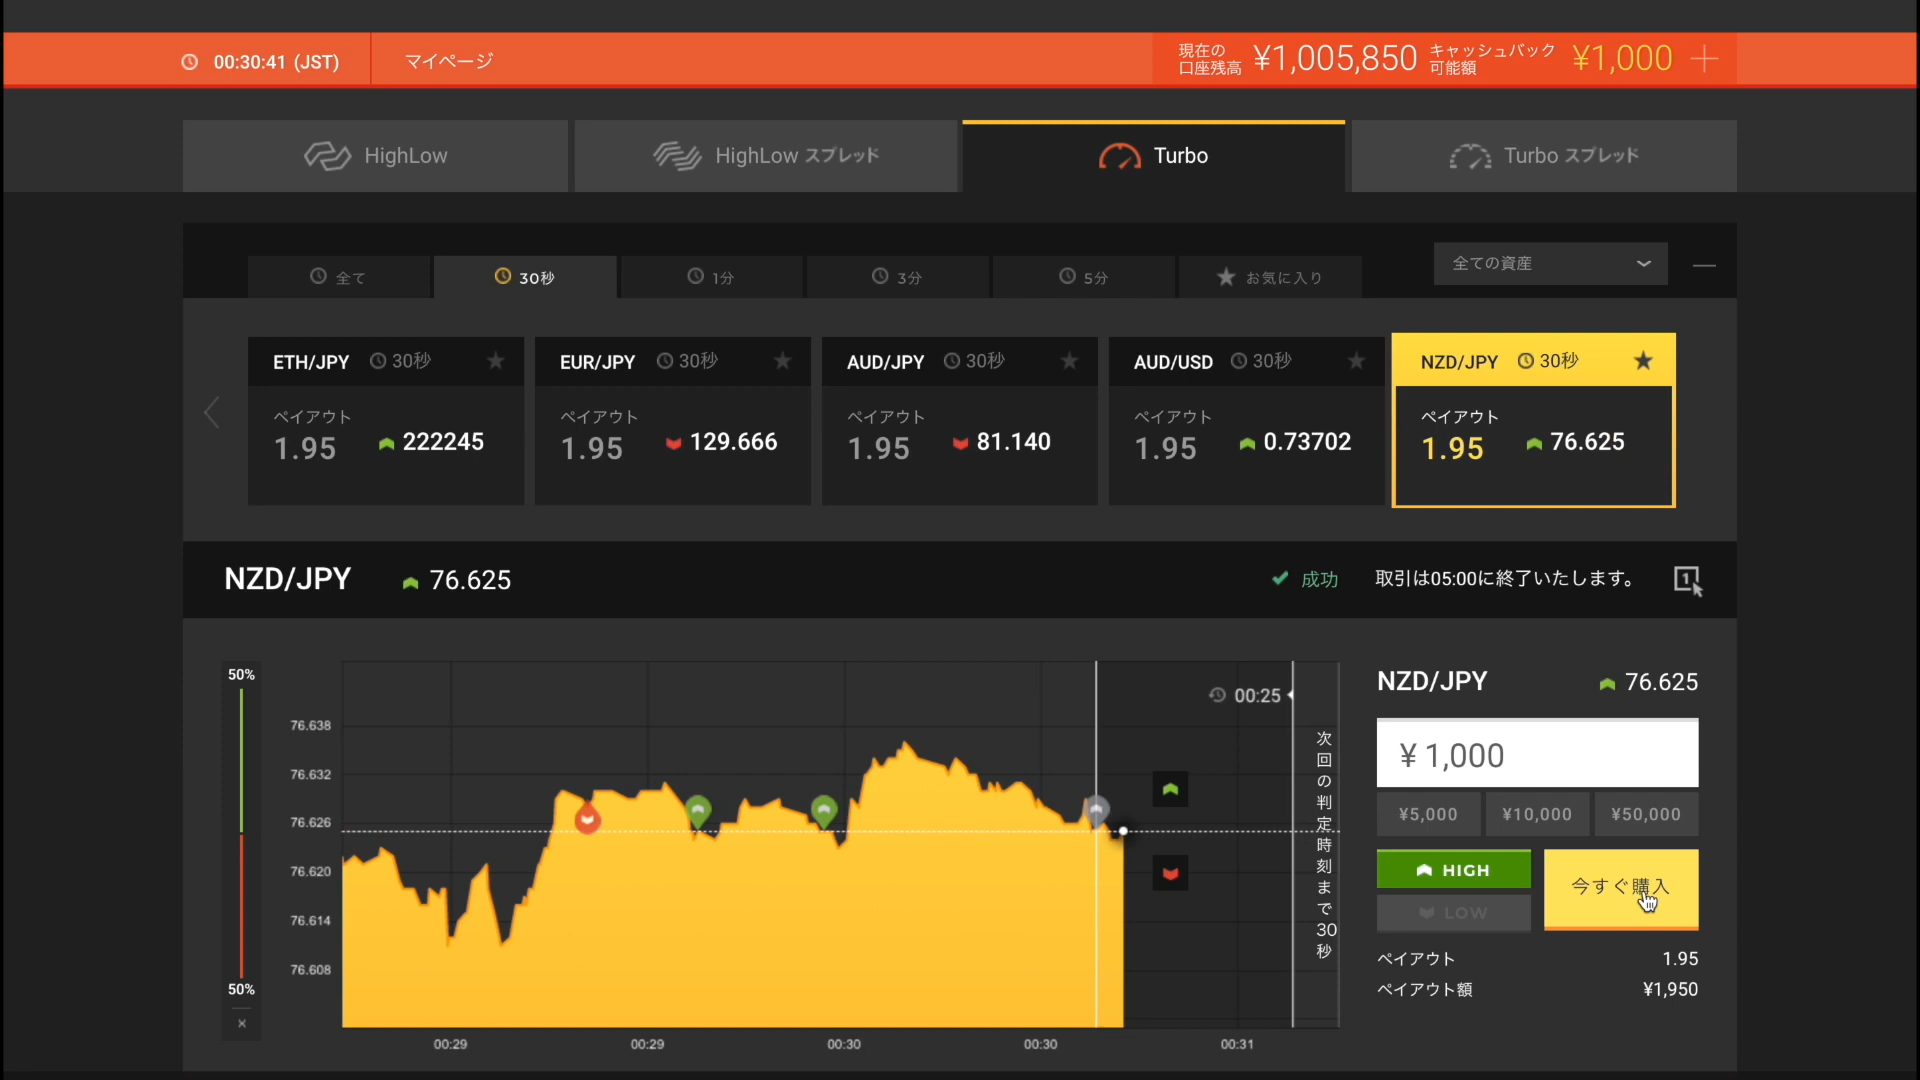 00:30:41 (JST)
マイページ
現在の
口座残高
¥1,005,850
キャッシュバック
可能額
¥1,000
HighLow
HighLow スプレッド
Turbo
Turbo スプレッド
全て
30秒
1分
3分
5分
お気に入り
全ての資産
ETH/JPY 30秒
ペイアウト
1.95 222245
EUR/JPY 30秒
ペイアウト
1.95 129.666
AUD/JPY 30秒
ペイアウト
1.95 81.140
AUD/USD 30秒
ペイアウト
1.95 0.73702
NZD/JPY 30秒
ペイアウト
1.95 76.625
NZD/JPY 76.625
成功
取引は05:00に終了いたします。
1
50%
50%
×
76.638
76.632
76.626
76.620
76.614
76.608
00:29
00:29
00:30
00:30
00:31
00:25
次回の判定時刻まで30秒
NZD/JPY 76.625
¥ 1,000
¥5,000
¥10,000
¥50,000
HIGH
LOW
今すぐ購入
ペイアウト 1.95
ペイアウト額 ¥1,950